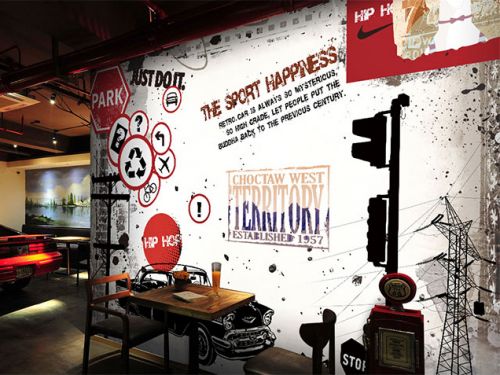 HIP HOP
JUST DO IT.
PARK
THE SPORT HAPPINESS
RETRO.CAR IS ALWAYS SO MYSTERIOUS,
SO HIGH GRADE, LET PEOPLE PUT THE
BUDDHA BACK TO THE PREVIOUS CENTURY.
?
?
!
CHOCTAW WEST
TERRITORY
ESTABLISHED 1957
HIP HOP
STOP